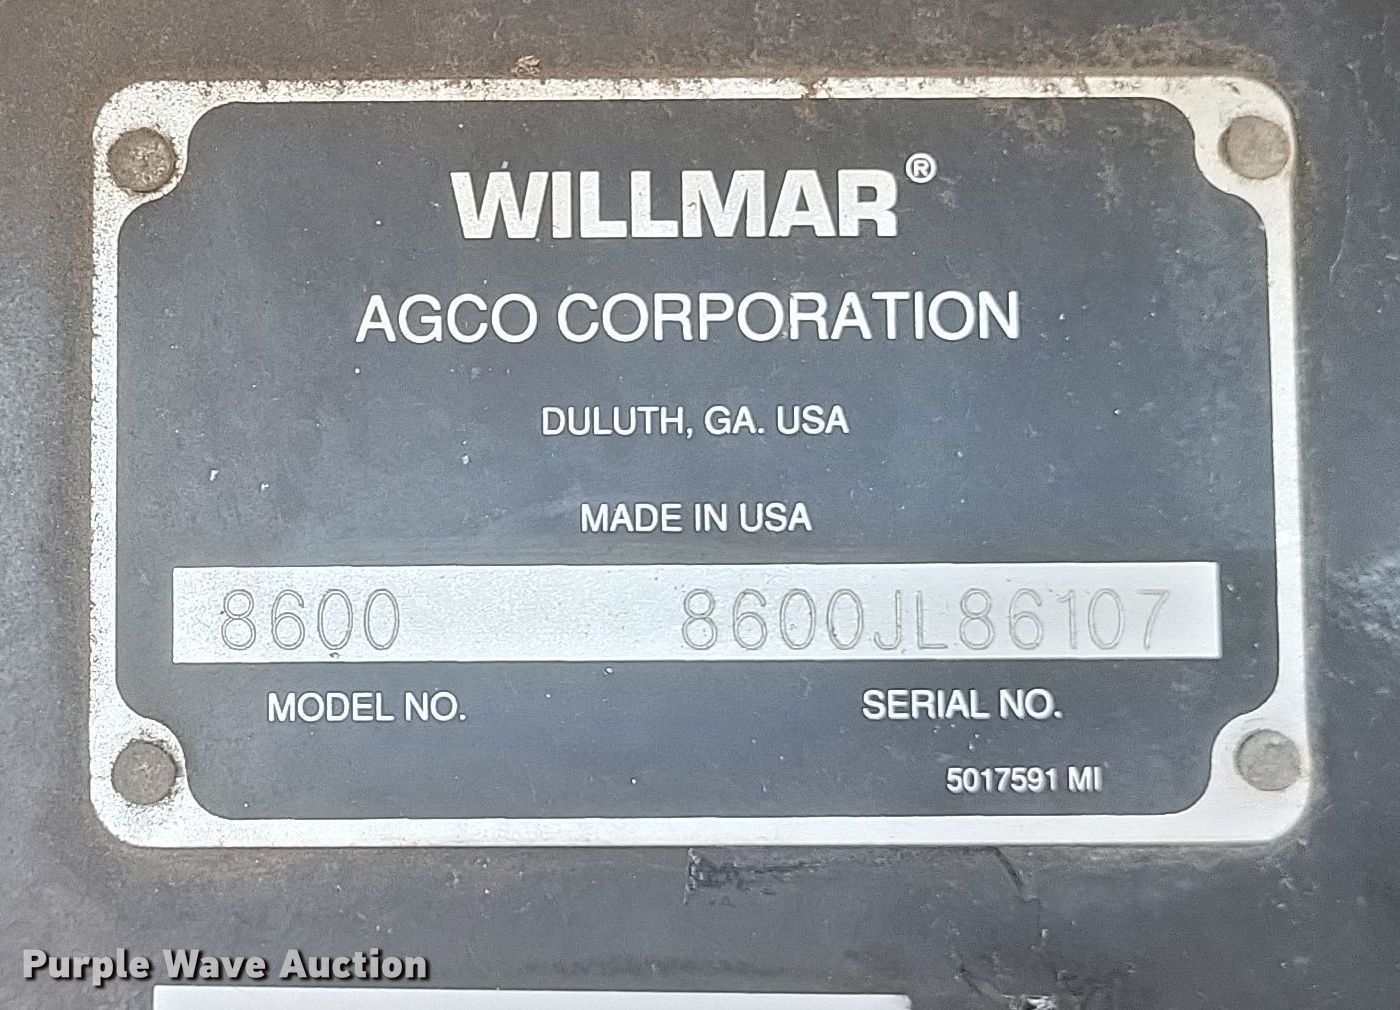 WILLMAR®
AGCO CORPORATION
DULUTH, GA. USA
MADE IN USA
8600 8600JL86107
MODEL NO. SERIAL NO.
5017591 MI
Purple Wave Auction